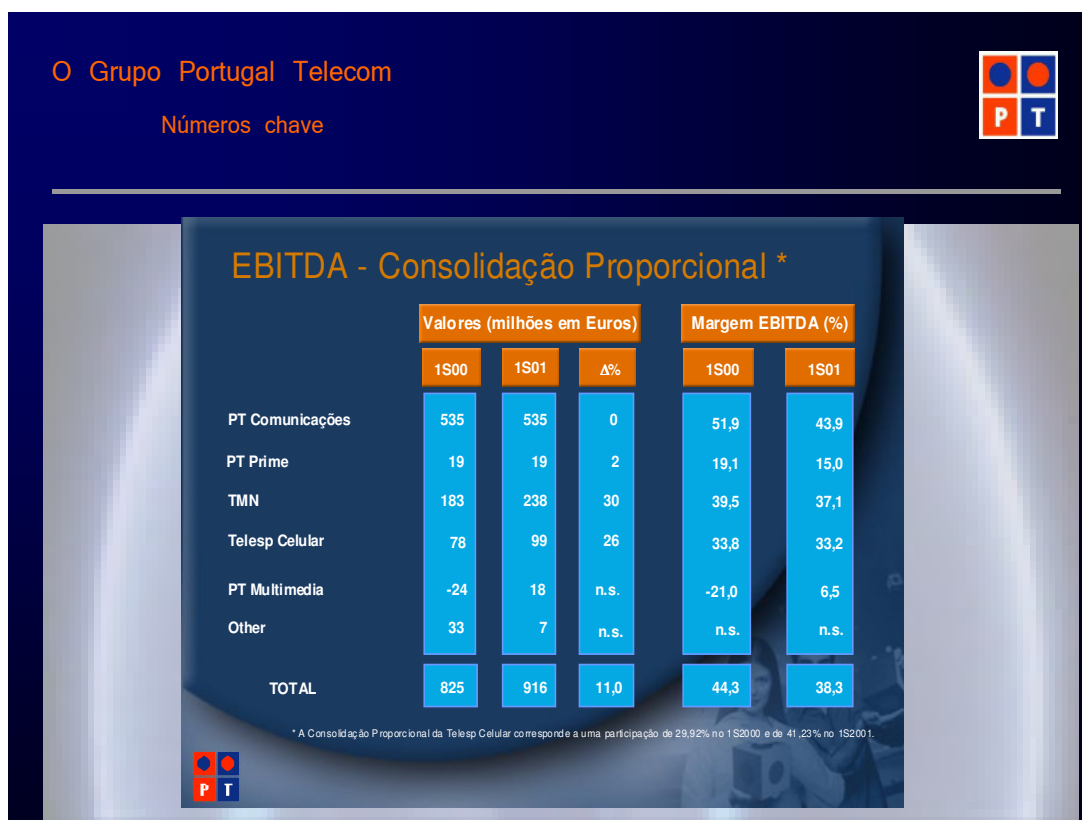 O Grupo Portugal Telecom
Números chave
P T
EBITDA - Consolidação Proporcional *
Valores (milhões em Euros) Margem EBITDA (%)
1S00 1S01 Δ% 1S00 1S01
PT Comunicações 535 535 0 51,9 43,9
PT Prime 19 19 2 19,1 15,0
TMN 183 238 30 39,5 37,1
Telesp Celular 78 99 26 33,8 33,2
PT Multimedia -24 18 n.s. -21,0 6,5
Other 33 7 n.s. n.s. n.s.
TOTAL 825 916 11,0 44,3 38,3
* A Consolidação Proporcional da Telesp Celular corresponde a uma participação de 29,92% no 1S2000 e de 41,23% no 1S2001.
P T